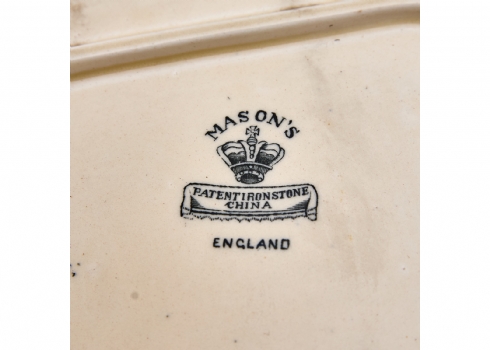 MASON'S
PATENT IRONSTONE
CHINA
ENGLAND